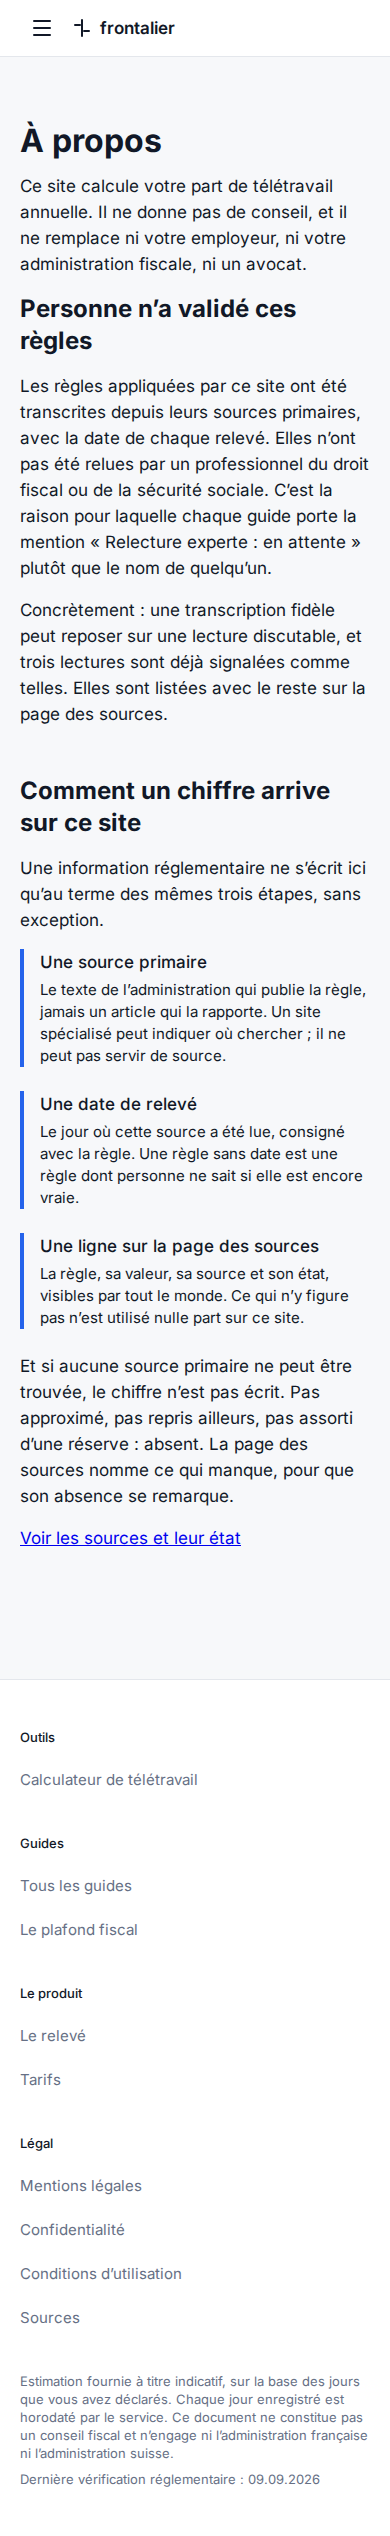 frontalier
À propos
Ce site calcule votre part de télétravail
annuelle. Il ne donne pas de conseil, et il
ne remplace ni votre employeur, ni votre
administration fiscale, ni un avocat.
Personne n’a validé ces
règles
Les règles appliquées par ce site ont été
transcrites depuis leurs sources primaires,
avec la date de chaque relevé. Elles n’ont
pas été relues par un professionnel du droit
fiscal ou de la sécurité sociale. C’est la
raison pour laquelle chaque guide porte la
mention « Relecture experte : en attente »
plutôt que le nom de quelqu’un.
Concrètement : une transcription fidèle
peut reposer sur une lecture discutable, et
trois lectures sont déjà signalées comme
telles. Elles sont listées avec le reste sur la
page des sources.
Comment un chiffre arrive
sur ce site
Une information réglementaire ne s’écrit ici
qu’au terme des mêmes trois étapes, sans
exception.
Une source primaire
Le texte de l’administration qui publie la règle,
jamais un article qui la rapporte. Un site
spécialisé peut indiquer où chercher ; il ne
peut pas servir de source.
Une date de relevé
Le jour où cette source a été lue, consigné
avec la règle. Une règle sans date est une
règle dont personne ne sait si elle est encore
vraie.
Une ligne sur la page des sources
La règle, sa valeur, sa source et son état,
visibles par tout le monde. Ce qui n’y figure
pas n’est utilisé nulle part sur ce site.
Et si aucune source primaire ne peut être
trouvée, le chiffre n’est pas écrit. Pas
approximé, pas repris ailleurs, pas assorti
d’une réserve : absent. La page des
sources nomme ce qui manque, pour que
son absence se remarque.
Voir les sources et leur état
Outils
Calculateur de télétravail
Guides
Tous les guides
Le plafond fiscal
Le produit
Le relevé
Tarifs
Légal
Mentions légales
Confidentialité
Conditions d’utilisation
Sources
Estimation fournie à titre indicatif, sur la base des jours
que vous avez déclarés. Chaque jour enregistré est
horodaté par le service. Ce document ne constitue pas
un conseil fiscal et n’engage ni l’administration française
ni l’administration suisse.
Dernière vérification réglementaire : 09.09.2026